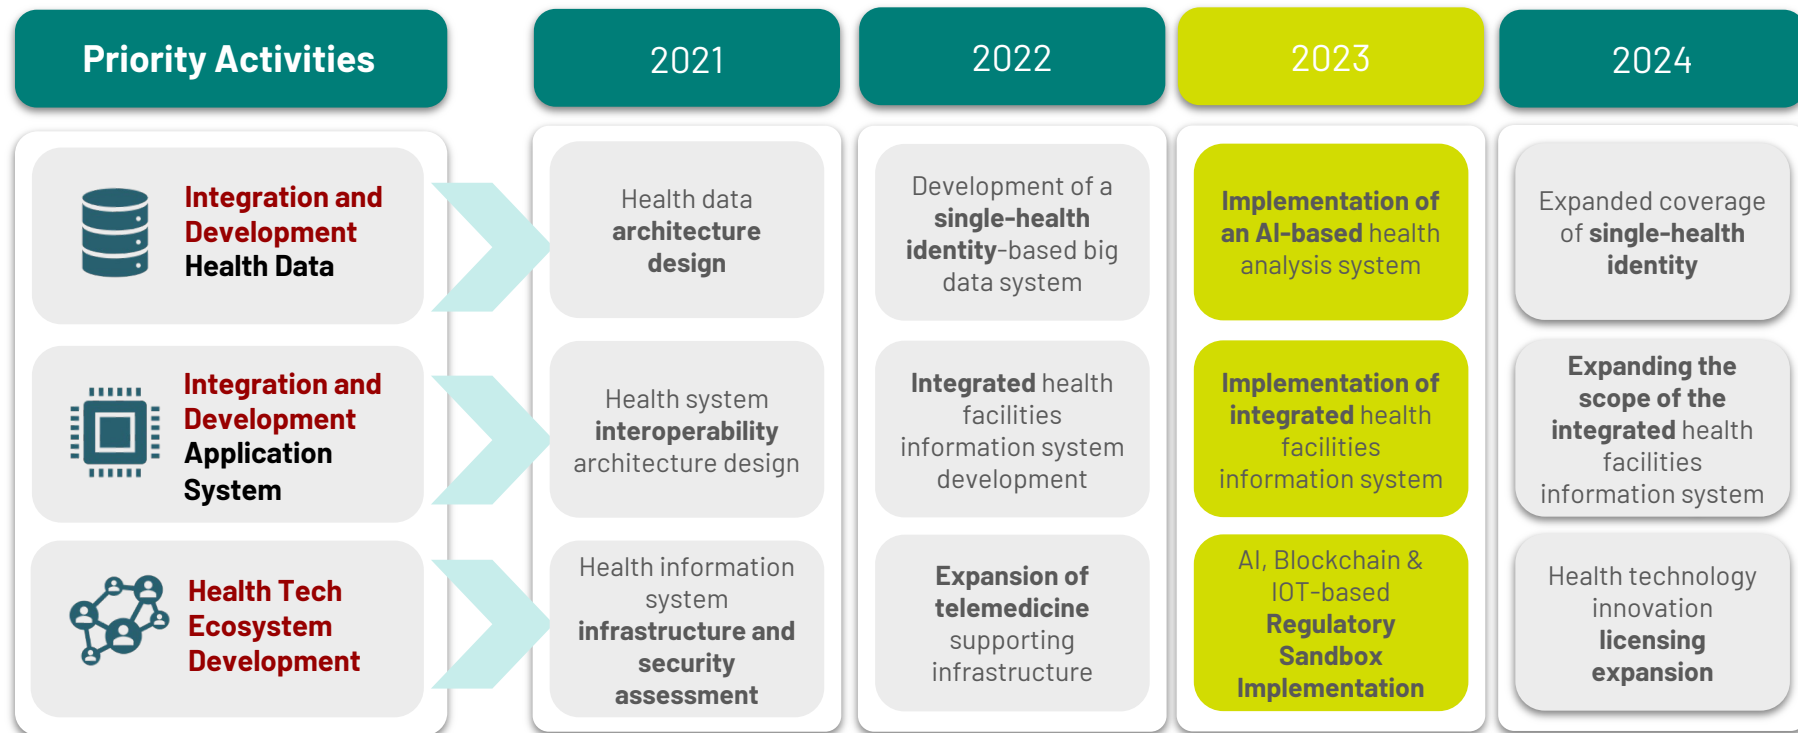 Priority Activities
2021
2022
2023
2024
Integration and
Development
Health Data
Health data
architecture
design
Development of a
single-health
identity-based big
data system
Implementation of
an AI-based health
analysis system
Expanded coverage
of single-health
identity
Integration and
Development
Application
System
Health system
interoperability
architecture design
Integrated health
facilities
information system
development
Implementation of
integrated health
facilities
information system
Expanding the
scope of the
integrated health
facilities
information system
Health Tech
Ecosystem
Development
Health information
system
infrastructure and
security
assessment
Expansion of
telemedicine
supporting
infrastructure
AI, Blockchain &
IOT-based
Regulatory
Sandbox
Implementation
Health technology
innovation
licensing
expansion